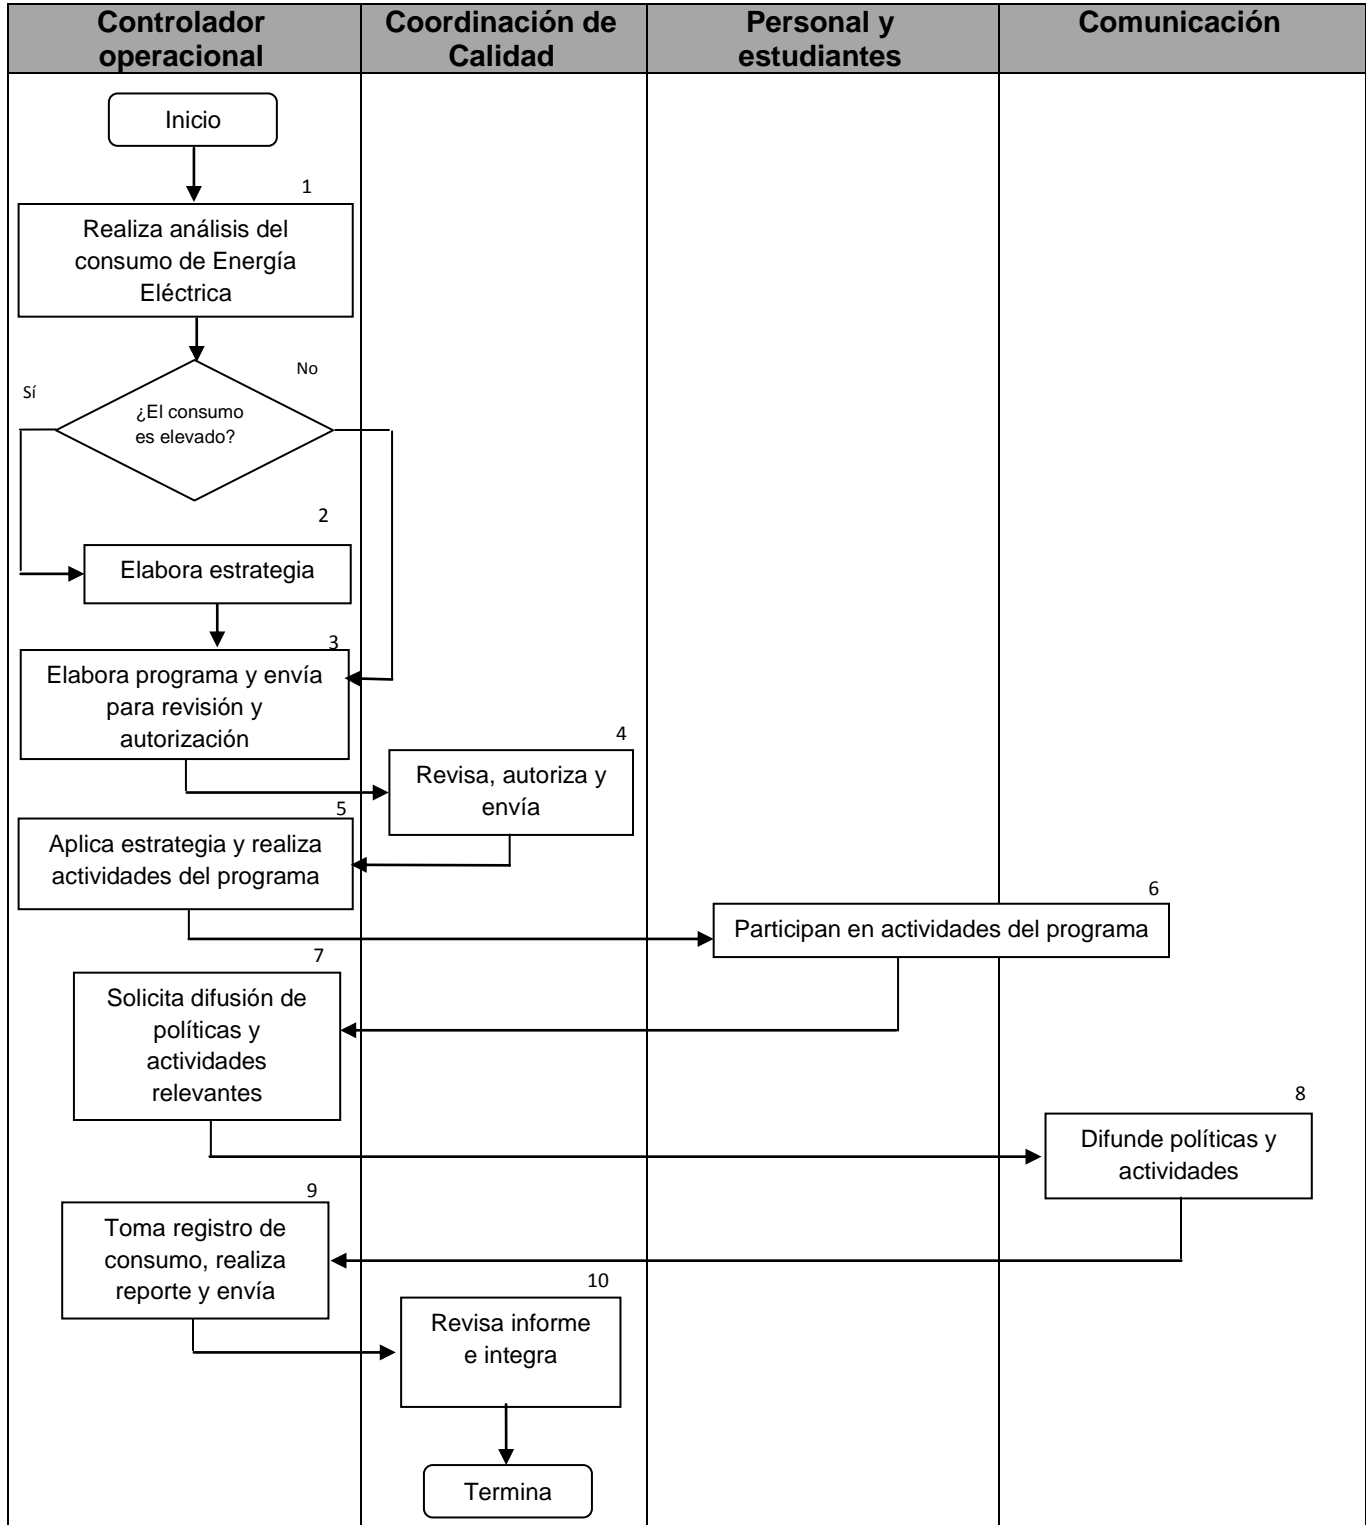 Controlador
operacional
Coordinación de
Calidad
Personal y
estudiantes
Comunicación
Inicio
1
Realiza análisis del
consumo de Energía
Eléctrica
No
Sí
¿El consumo
es elevado?
2
Elabora estrategia
3
Elabora programa y envía
para revisión y
autorización
4
Revisa, autoriza y
envía
5
Aplica estrategia y realiza
actividades del programa
6
Participan en actividades del programa
7
Solicita difusión de
políticas y
actividades
relevantes
8
Difunde políticas y
actividades
9
Toma registro de
consumo, realiza
reporte y envía
10
Revisa informe
e integra
Termina